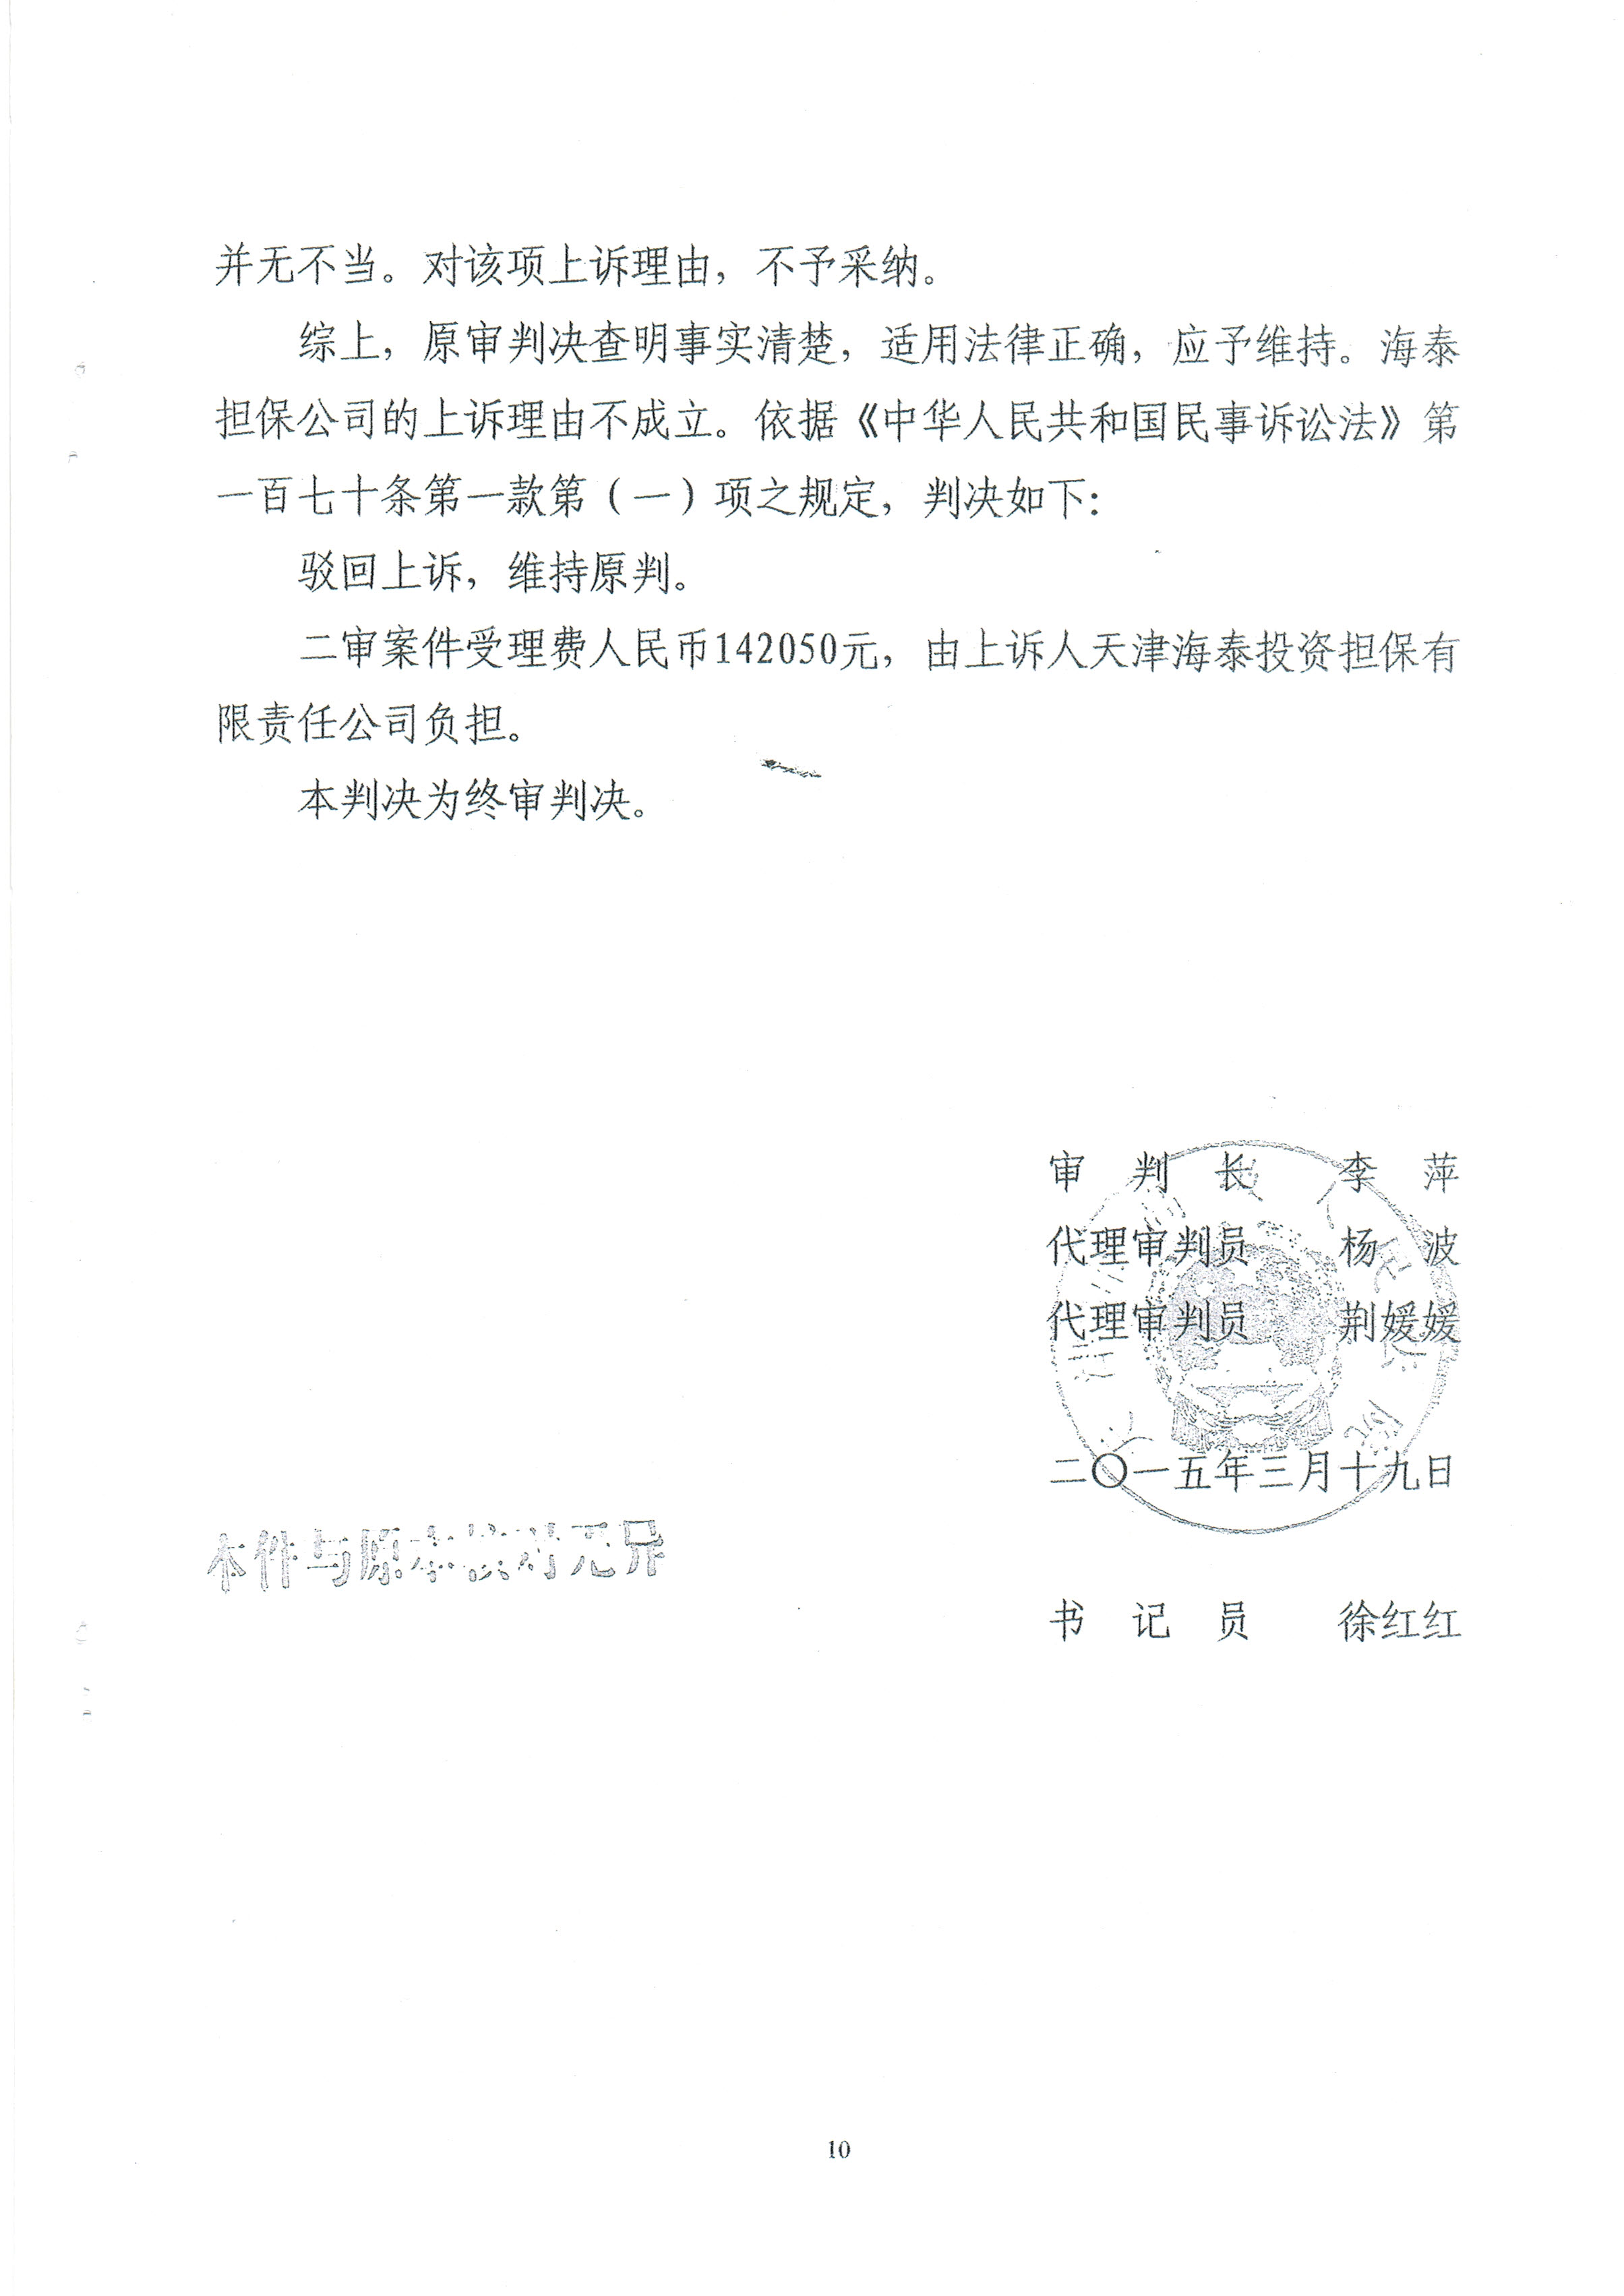 并无不当。对该项上诉理由，不予采纳。
综上，原审判决查明事实清楚，适用法律正确，应予维持。海泰
担保公司的上诉理由不成立。依据《中华人民共和国民事诉讼法》第
一百七十条第一款第（一）项之规定，判决如下：
驳回上诉，维持原判。
二审案件受理费人民币142050元，由上诉人天津海泰投资担保有
限责任公司负担。
本判决为终审判决。
审 判 长 李 萍
代理审判员 杨 波
代理审判员 荆媛媛
二〇一五年三月十九日
本件与原本核对无异
书 记 员 徐红红
10